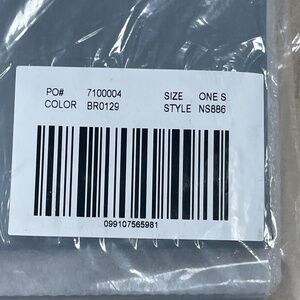 PO# 7100004 SIZE ONE S
COLOR BR0129 STYLE NS886
099107565981